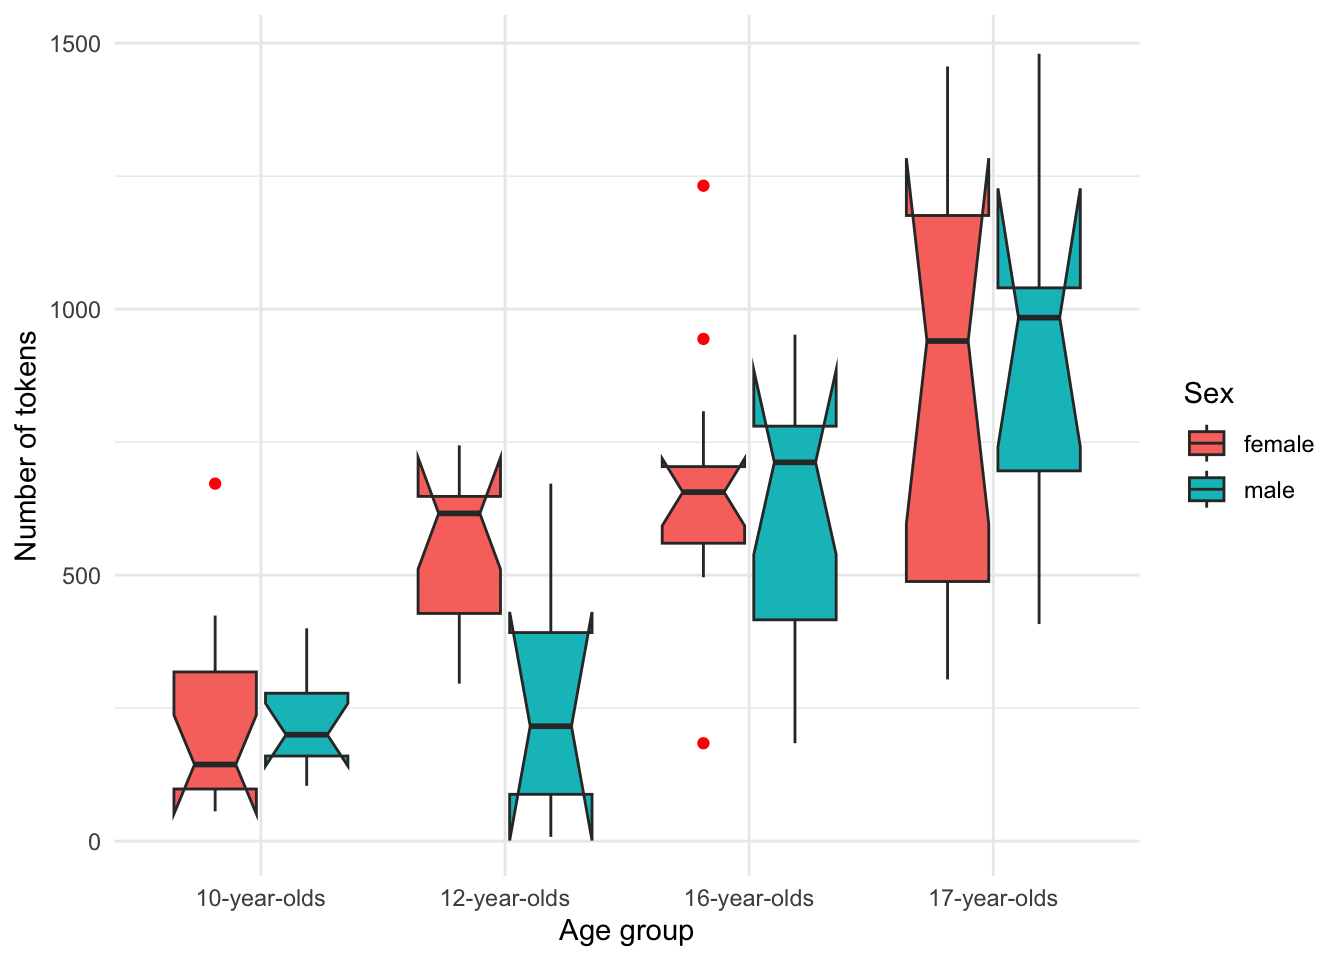 1500
1000
500
0
Number of tokens
10-year-olds 12-year-olds 16-year-olds 17-year-olds
Age group
Sex
female
male